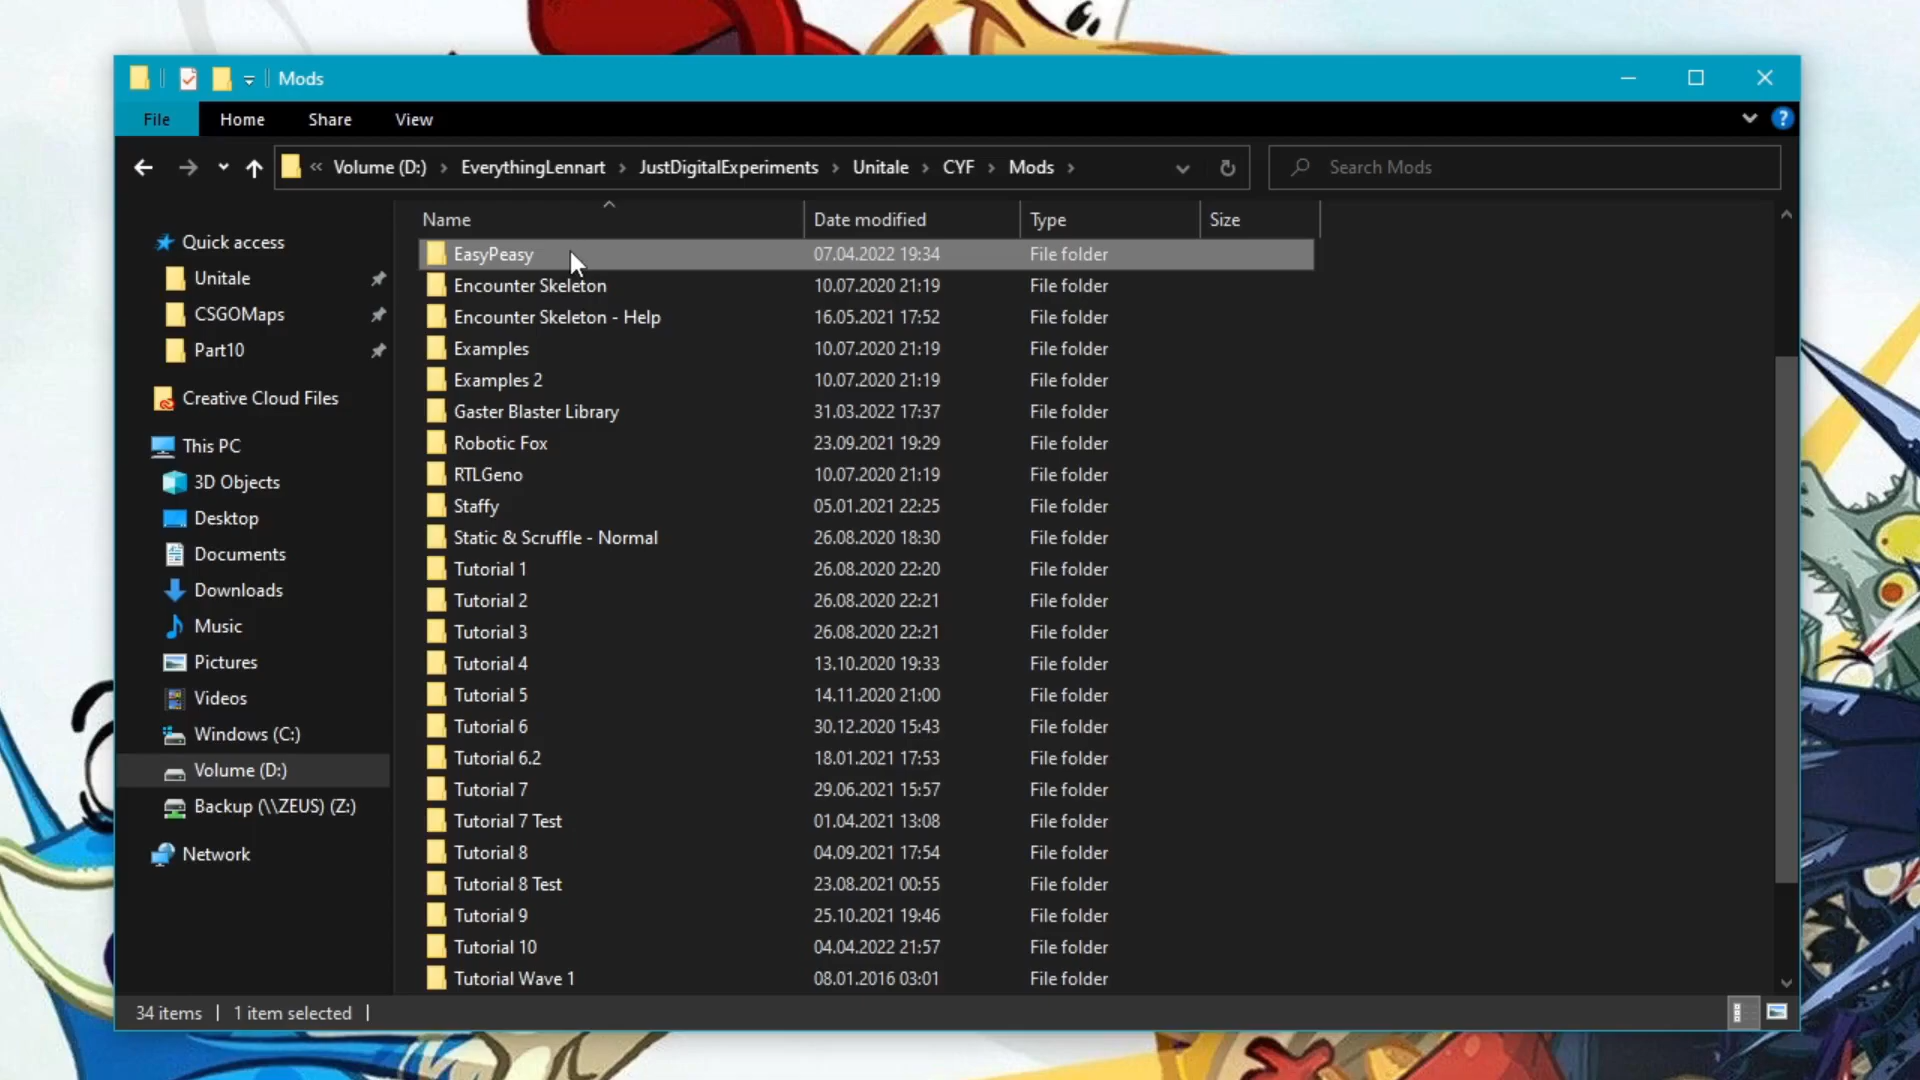 Mods
File Home Share View
« Volume (D:) › EverythingLennart › JustDigitalExperiments › Unitale › CYF › Mods ›
Search Mods
Quick access
Unitale
CSGOMaps
Part10
Creative Cloud Files
This PC
3D Objects
Desktop
Documents
Downloads
Music
Pictures
Videos
Windows (C:)
Volume (D:)
Backup (\\ZEUS) (Z:)
Network
Name Date modified Type Size
EasyPeasy 07.04.2022 19:34 File folder
Encounter Skeleton 10.07.2020 21:19 File folder
Encounter Skeleton - Help 16.05.2021 17:52 File folder
Examples 10.07.2020 21:19 File folder
Examples 2 10.07.2020 21:19 File folder
Gaster Blaster Library 31.03.2022 17:37 File folder
Robotic Fox 23.09.2021 19:29 File folder
RTLGeno 10.07.2020 21:19 File folder
Staffy 05.01.2021 22:25 File folder
Static & Scruffle - Normal 26.08.2020 18:30 File folder
Tutorial 1 26.08.2020 22:20 File folder
Tutorial 2 26.08.2020 22:21 File folder
Tutorial 3 26.08.2020 22:21 File folder
Tutorial 4 13.10.2020 19:33 File folder
Tutorial 5 14.11.2020 21:00 File folder
Tutorial 6 30.12.2020 15:43 File folder
Tutorial 6.2 18.01.2021 17:53 File folder
Tutorial 7 29.06.2021 15:57 File folder
Tutorial 7 Test 01.04.2021 13:08 File folder
Tutorial 8 04.09.2021 17:54 File folder
Tutorial 8 Test 23.08.2021 00:55 File folder
Tutorial 9 25.10.2021 19:46 File folder
Tutorial 10 04.04.2022 21:57 File folder
Tutorial Wave 1 08.01.2016 03:01 File folder
34 items 1 item selected